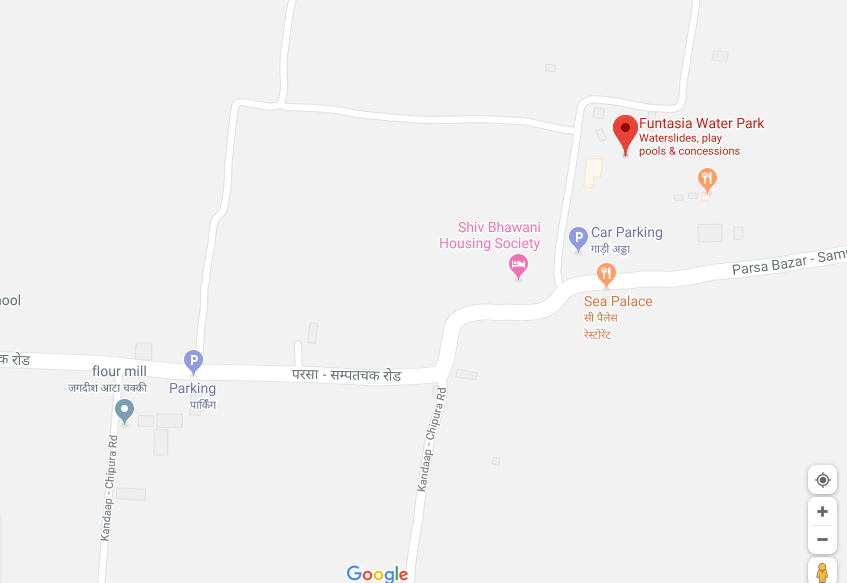 Funtasia Water Park
Waterslides, play
pools & concessions
Shiv Bhawani
Housing Society
P
Car Parking
गाड़ी अड्डा
Parsa Bazar - Sam
Sea Palace
सी पैलेस
रेस्टोरेंट
ool
क रोड
P
flour mill
जगदीश आटा चक्की
Parking
पार्किंग
परसा - सम्पतचक रोड
Kandaap - Chipura Rd
Kandaap - Chipura Rd
Google